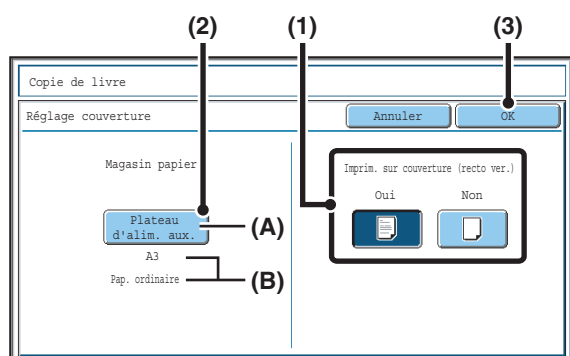 (2) (1) (3)
Copie de livre
Réglage couverture Annuler OK
Magasin papier
Imprim. sur couverture (recto ver.)
Oui Non
Plateau
d'alim. aux.
(A)
A3
Pap. ordinaire
(B)